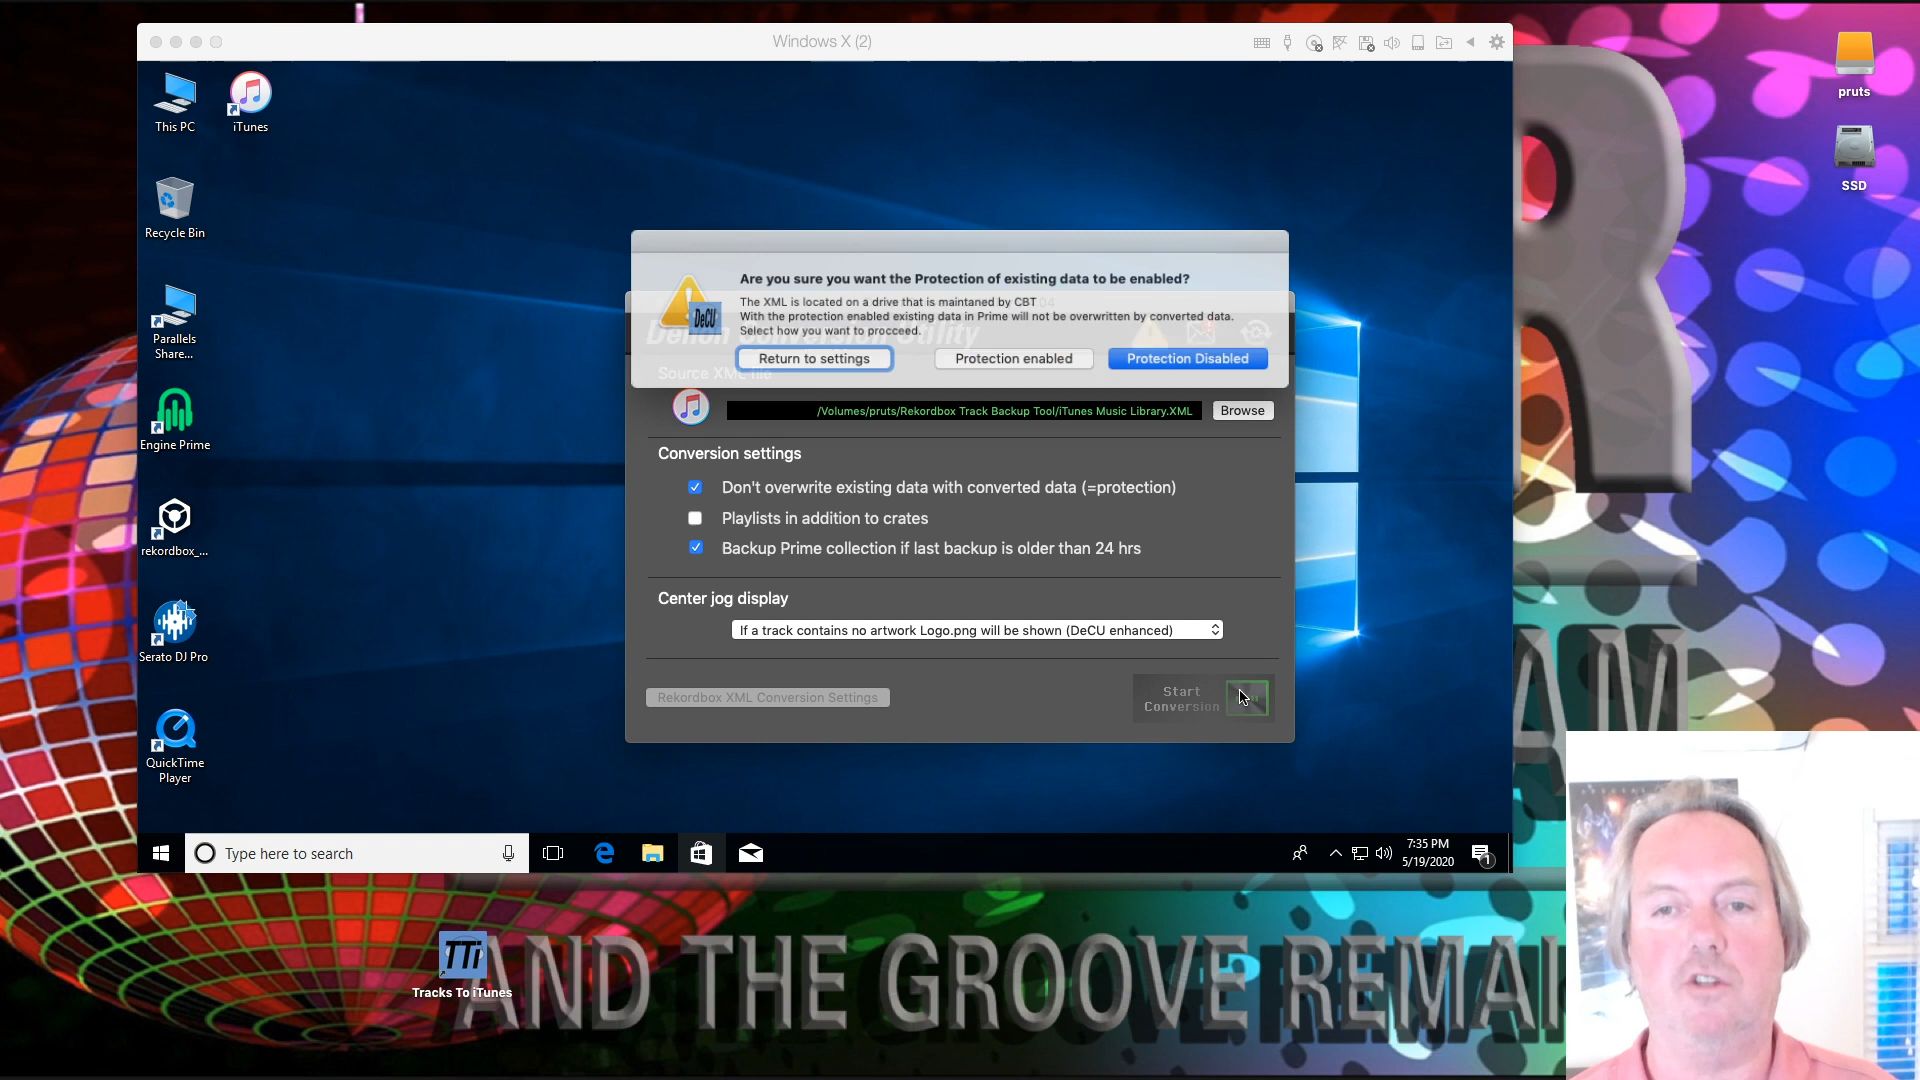 Windows X (2)
This PC
iTunes
Recycle Bin
Parallels
Share...
Engine Prime
rekordbox_...
Serato DJ Pro
QuickTime
Player
pruts
SSD
Are you sure you want the Protection of existing data to be enabled?
The XML is located on a drive that is maintaned by CBT
With the protection enabled existing data in Prime will not be overwritten by converted data.
Select how you want to procceed.
DeCU
Denon Conversion Utility
Return to settings
Protection enabled
Protection Disabled
Source XML file
/Volumes/pruts/Rekordbox Track Backup Tool/iTunes Music Library.XML
Browse
Conversion settings
Don't overwrite existing data with converted data (=protection)
Playlists in addition to crates
Backup Prime collection if last backup is older than 24 hrs
Center jog display
If a track contains no artwork Logo.png will be shown (DeCU enhanced)
Rekordbox XML Conversion Settings
Start
Conversion
Type here to search
7:35 PM
5/19/2020
1
TTi
Tracks To iTunes
R
AM
AND THE GROOVE REMAI